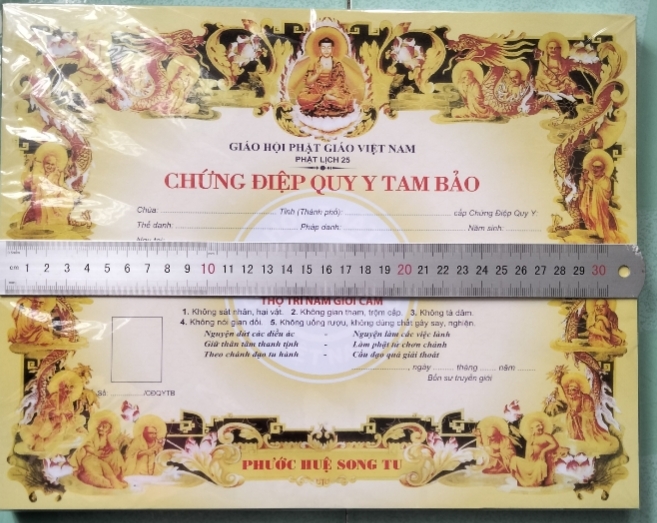 GIÁO HỘI PHẬT GIÁO VIỆT NAM
PHẬT LỊCH 25
CHỨNG ĐIỆP QUY Y TAM BẢO
Chùa: Tỉnh (Thành phố): cấp Chứng Điệp Quy Y:
Thế danh: Pháp danh: Năm sinh:
cm 1 2 3 4 5 6 7 8 9 10 11 12 13 14 15 16 17 18 19 20 21 22 23 24 25 26 27 28 29 30
THỌ TRÌ NĂM GIỚI CẤM
1. Không sát nhân, hại vật. 2. Không gian tham, trộm cắp. 3. Không tà dâm.
4. Không nói gian dối. 5. Không uống rượu, không dùng chất gây say, nghiện.
Nguyện dứt các điều ác - Nguyện làm các việc lành
Giữ thân tâm thanh tịnh - Làm phật tử chơn chánh
Theo chánh đạo tu hành - Cầu đạo quả giải thoát
, ngày tháng năm
Bổn sư truyền giới
Số: /CĐQYTB
PHƯỚC HUỆ SONG TU